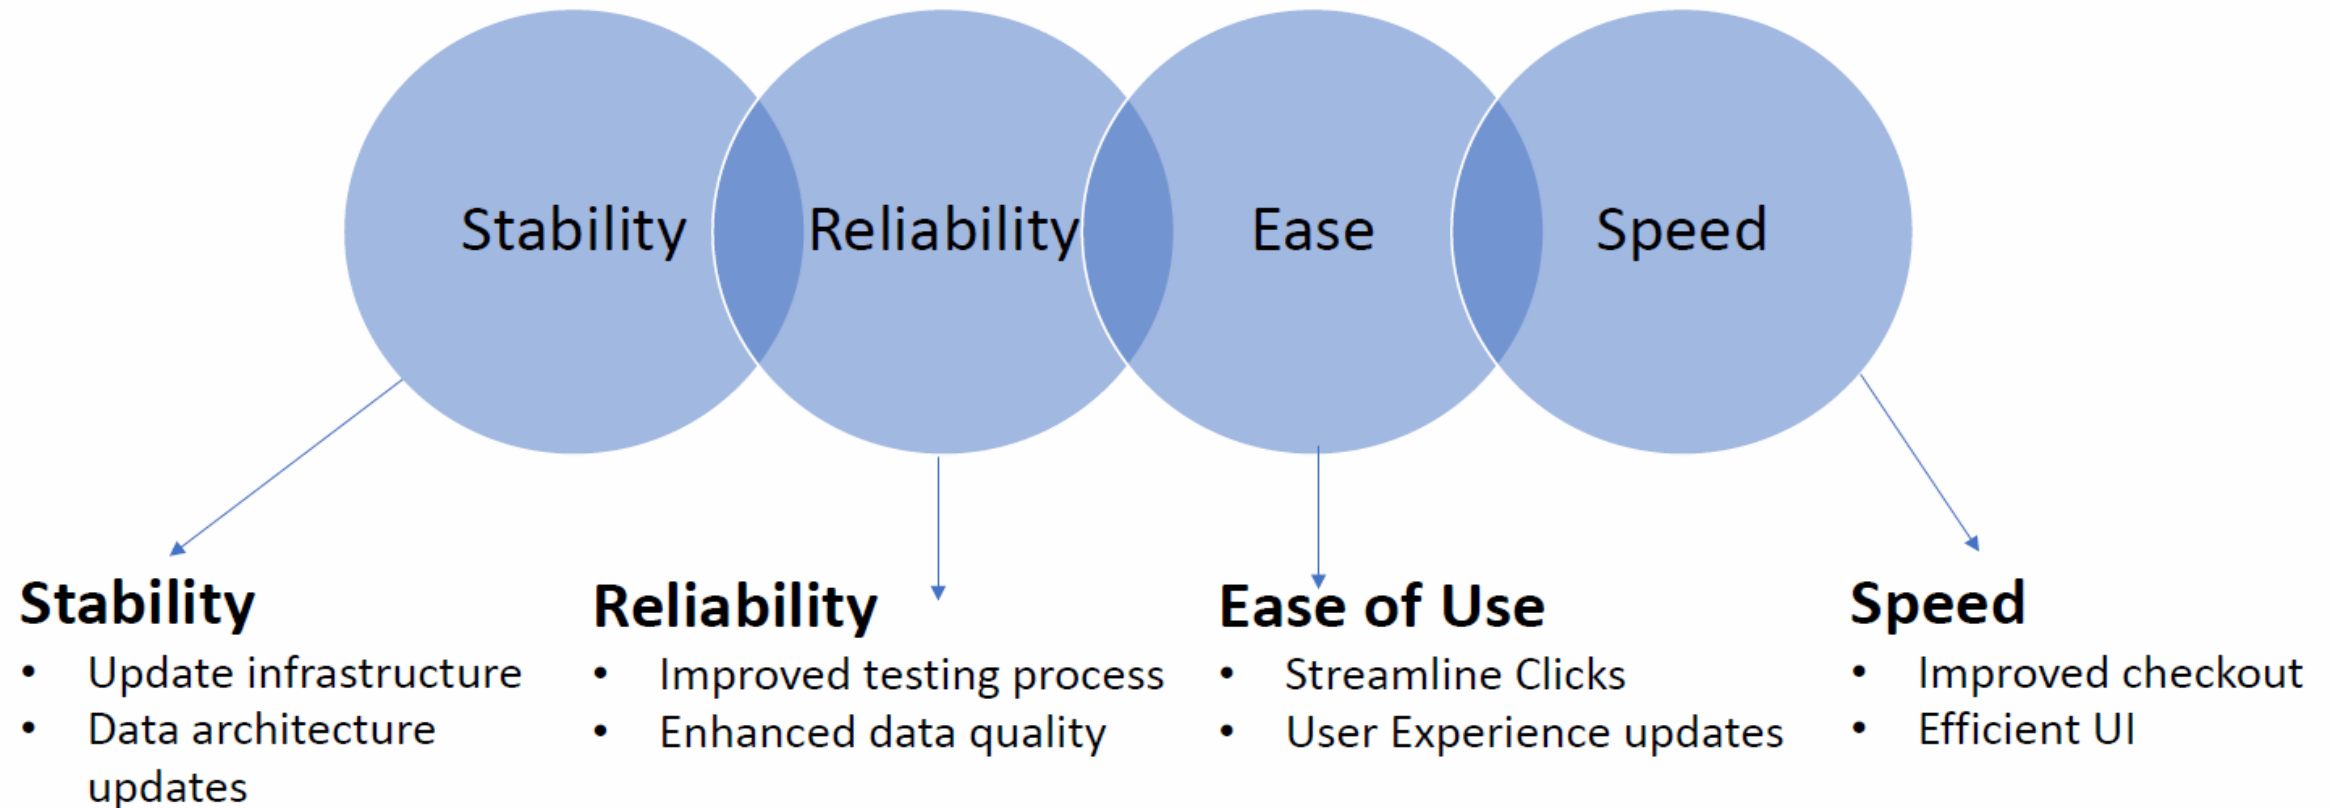 Stability
Reliability
Ease
Speed
Stability
• Update infrastructure
• Data architecture
updates
Reliability
• Improved testing process
• Enhanced data quality
Ease of Use
• Streamline Clicks
• User Experience updates
Speed
• Improved checkout
• Efficient UI